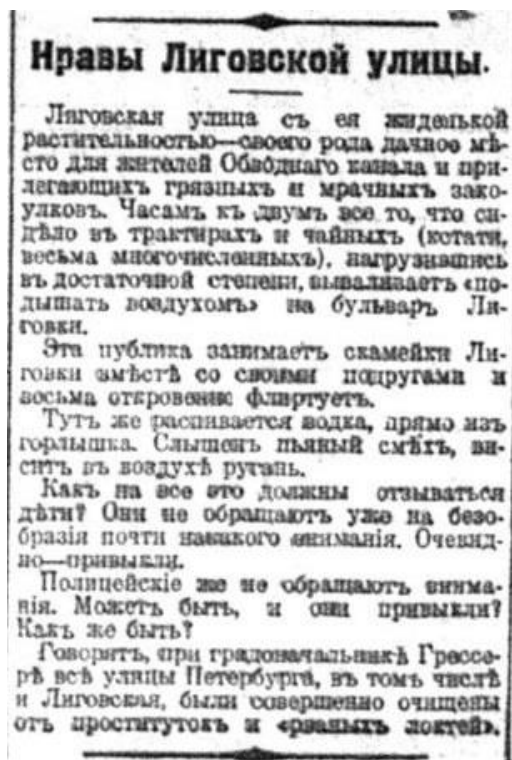 Нравы Лиговской улицы.
Лиговская улица съ ея жиденькой
растительностью—своего рода дачное мѣ-
сто для жителей Обводнаго канала и при-
легающихъ грязныхъ и мрачныхъ зако-
улковъ. Часамъ къ двумъ все то, что си-
дѣло въ трактирахъ и чайныхъ (кстати,
весьма многочисленныхъ), нагрузившись
въ достаточной степени, вываливаетъ «по-
дышать воздухомъ» на бульваръ Ли-
говки.
Эта публика занимаетъ скамейки Ли-
говки вмѣстѣ со своими подругами и
весьма откровенно флиртуетъ.
Тутъ же распивается водка, прямо изъ
горлышка. Слышенъ пьяный смѣхъ, ви-
ситъ въ воздухѣ ругань.
Какъ на все это должны отзываться
дѣти? Они не обращаютъ уже на безо-
бразія почти никакого вниманія. Очевид-
но—привыкли.
Полицейскіе же не обращаютъ внима-
нія. Можетъ быть, и они привыкли?
Какъ же быть?
Говорятъ, при градоначальникѣ Грессе-
рѣ всѣ улицы Петербурга, въ томъ числѣ
и Лиговская, были совершенно очищены
отъ проститутокъ и «рваныхъ локтей».